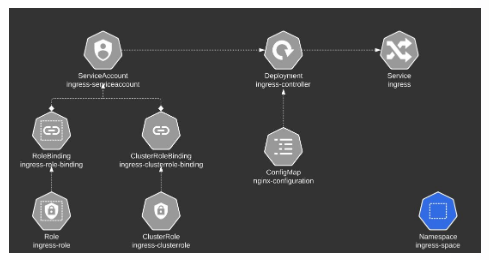 ServiceAccount
ingress-serviceaccount
Deployment
ingress-controller
Service
ingress
RoleBinding
ingress-role-binding
ClusterRoleBinding
ingress-clusterrole-binding
ConfigMap
nginx-configuration
Role
ingress-role
ClusterRole
ingress-clusterrole
Namespace
ingress-space